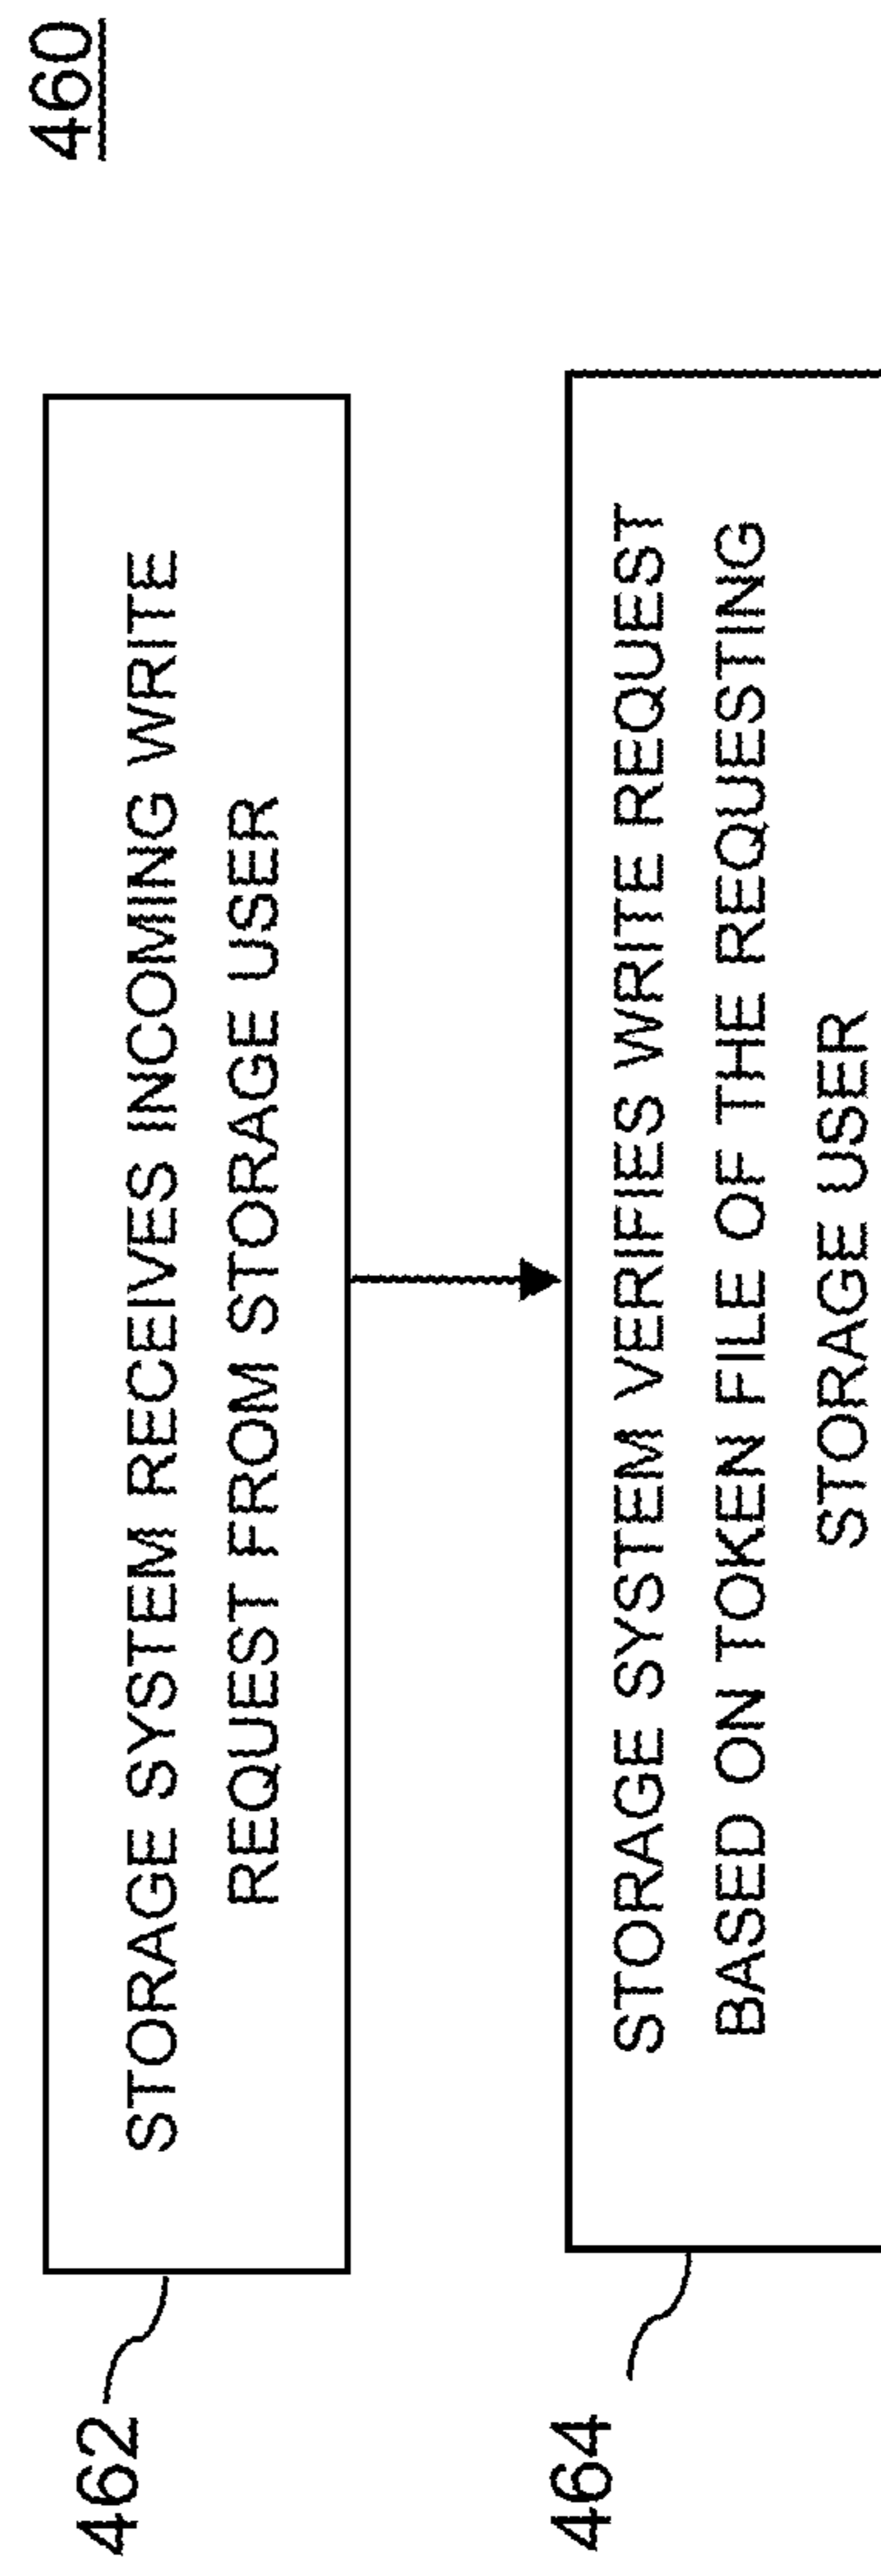 460
462
STORAGE SYSTEM RECEIVES INCOMING WRITE
REQUEST FROM STORAGE USER
464
STORAGE SYSTEM VERIFIES WRITE REQUEST
BASED ON TOKEN FILE OF THE REQUESTING
STORAGE USER